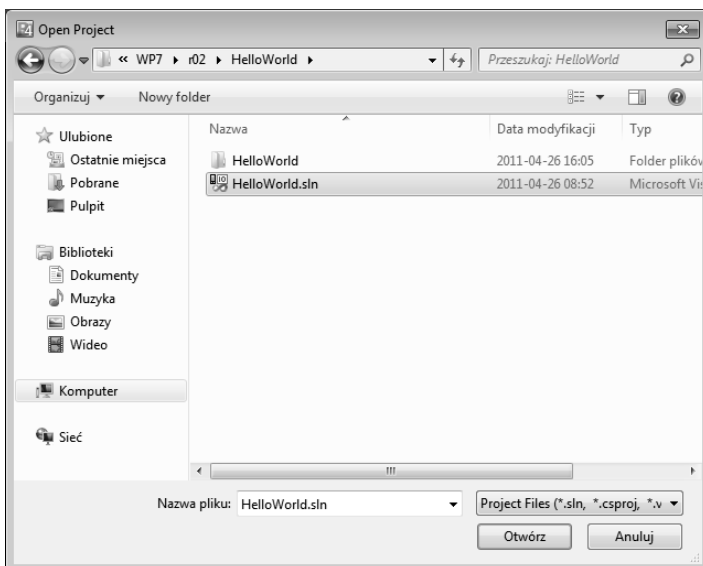 Open Project
« WP7 ▸ r02 ▸ HelloWorld ▸
Przeszukaj: HelloWorld
Organizuj ▾ Nowy folder
Nazwa Data modyfikacji Typ
Ulubione
Ostatnie miejsca
Pobrane
Pulpit
Biblioteki
Dokumenty
Muzyka
Obrazy
Wideo
Komputer
Sieć
HelloWorld 2011-04-26 16:05 Folder plików
HelloWorld.sln 2011-04-26 08:52 Microsoft Vis
Nazwa pliku: HelloWorld.sln
Project Files (*.sln, *.csproj, *.v
Otwórz Anuluj